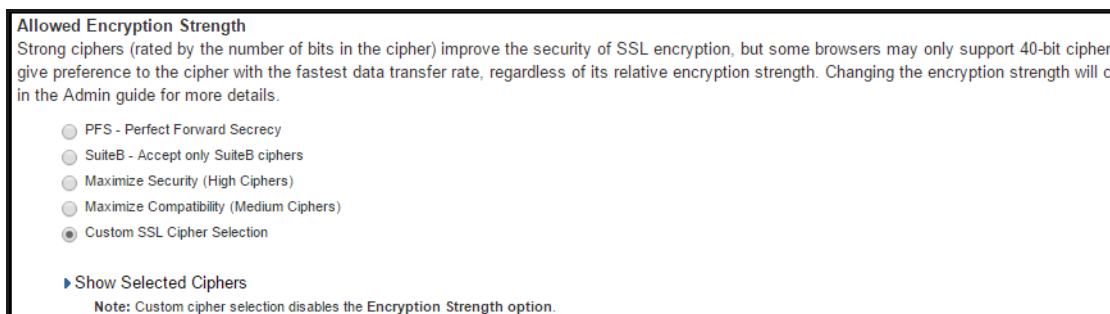 Allowed Encryption Strength
Strong ciphers (rated by the number of bits in the cipher) improve the security of SSL encryption, but some browsers may only support 40-bit cipher
give preference to the cipher with the fastest data transfer rate, regardless of its relative encryption strength. Changing the encryption strength will
in the Admin guide for more details.
PFS - Perfect Forward Secrecy
SuiteB - Accept only SuiteB ciphers
Maximize Security (High Ciphers)
Maximize Compatibility (Medium Ciphers)
Custom SSL Cipher Selection
Show Selected Ciphers
Note: Custom cipher selection disables the Encryption Strength option.